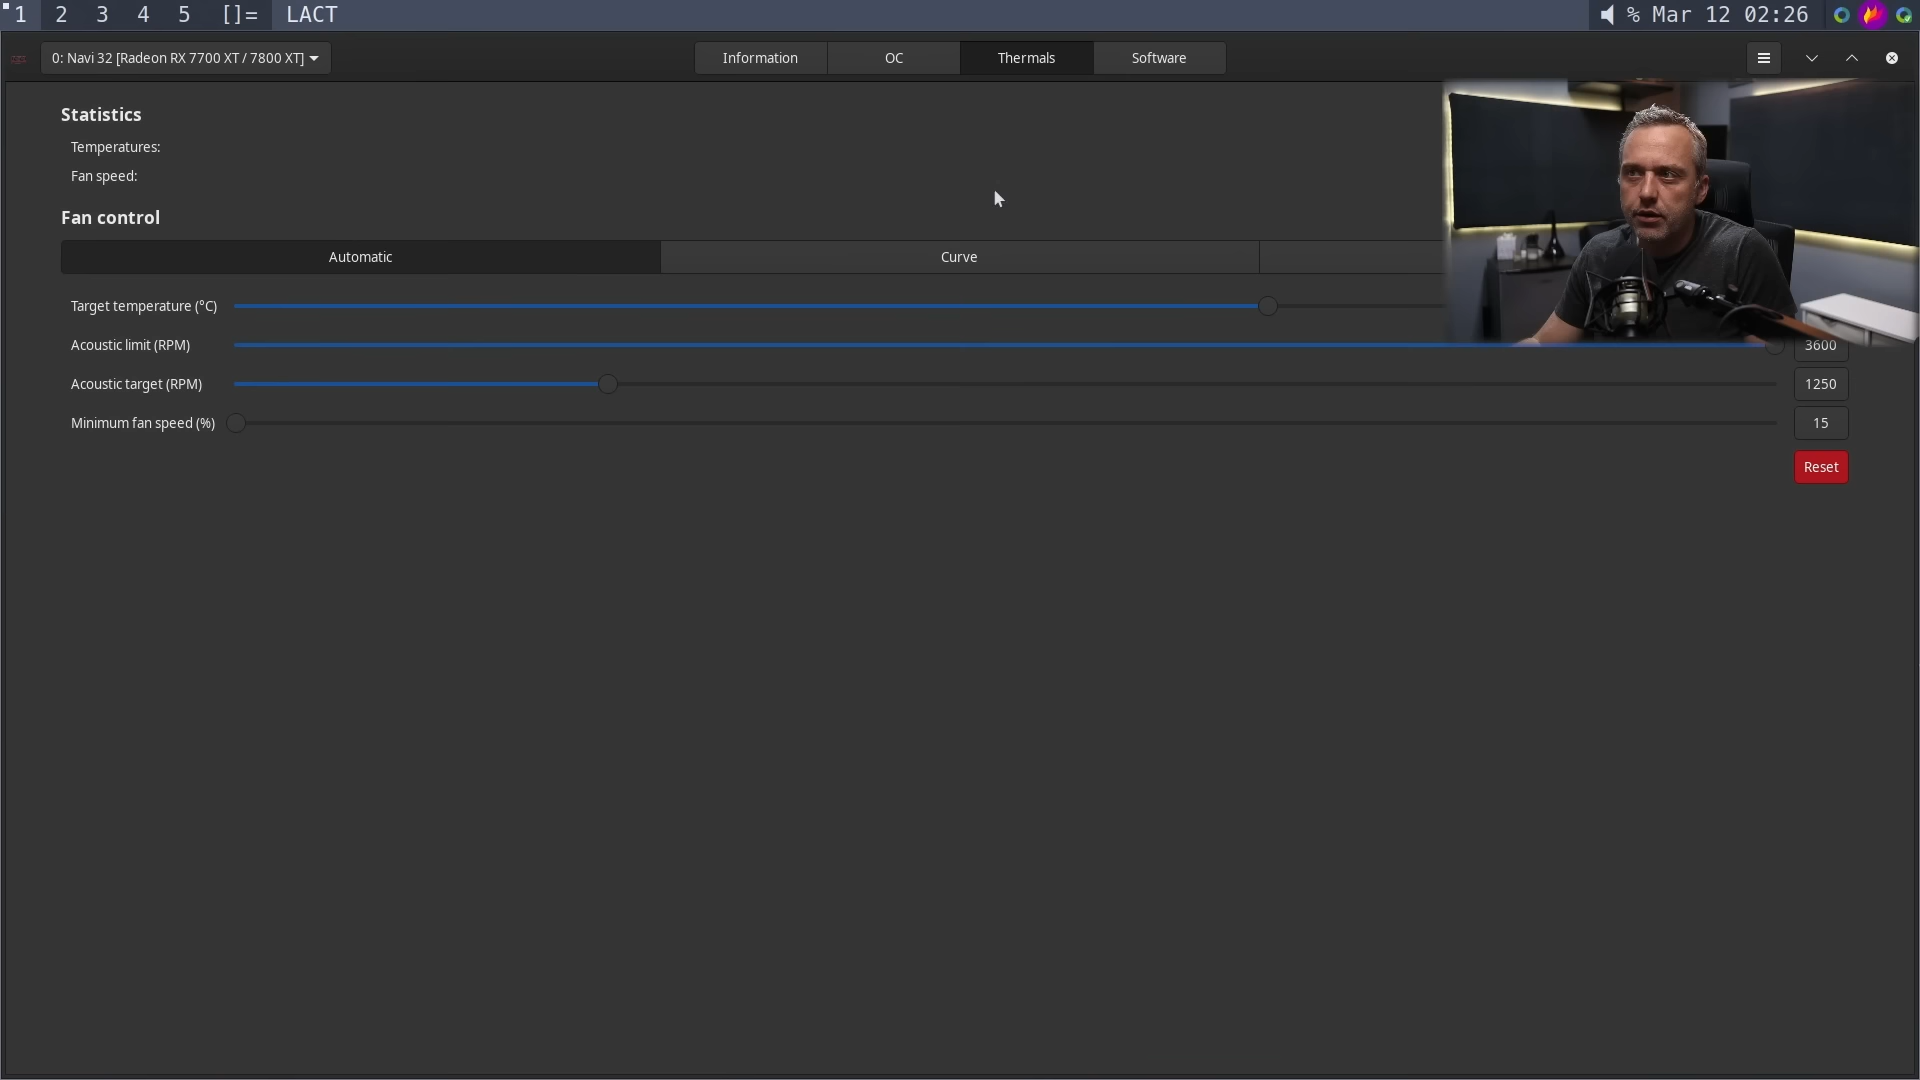 1 2 3 4 5 []= LACT
% Mar 12 02:26
0: Navi 32 [Radeon RX 7700 XT / 7800 XT]
Information OC Thermals Software
Statistics
Temperatures:
Fan speed:
Fan control
Automatic Curve
Target temperature (°C)
Acoustic limit (RPM) 3600
Acoustic target (RPM) 1250
Minimum fan speed (%) 15
Reset